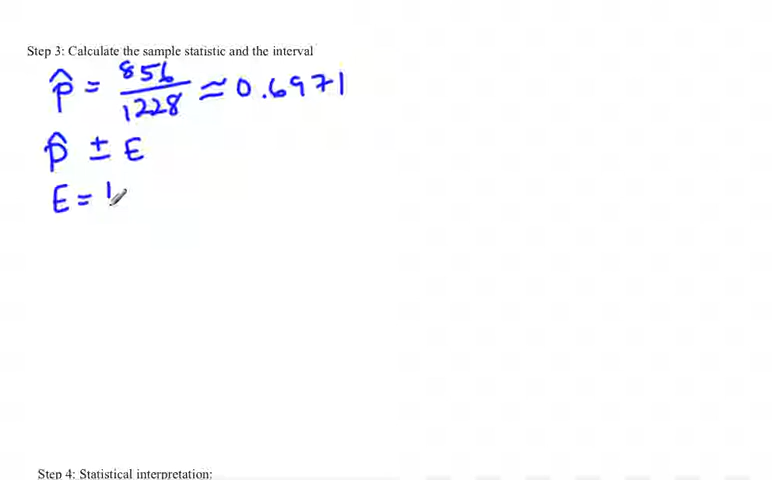 Step 3: Calculate the sample statistic and the interval
p̂ = 856/1228 ≈ 0.6971
p̂ ± E
E =
Step 4: Statistical interpretation: